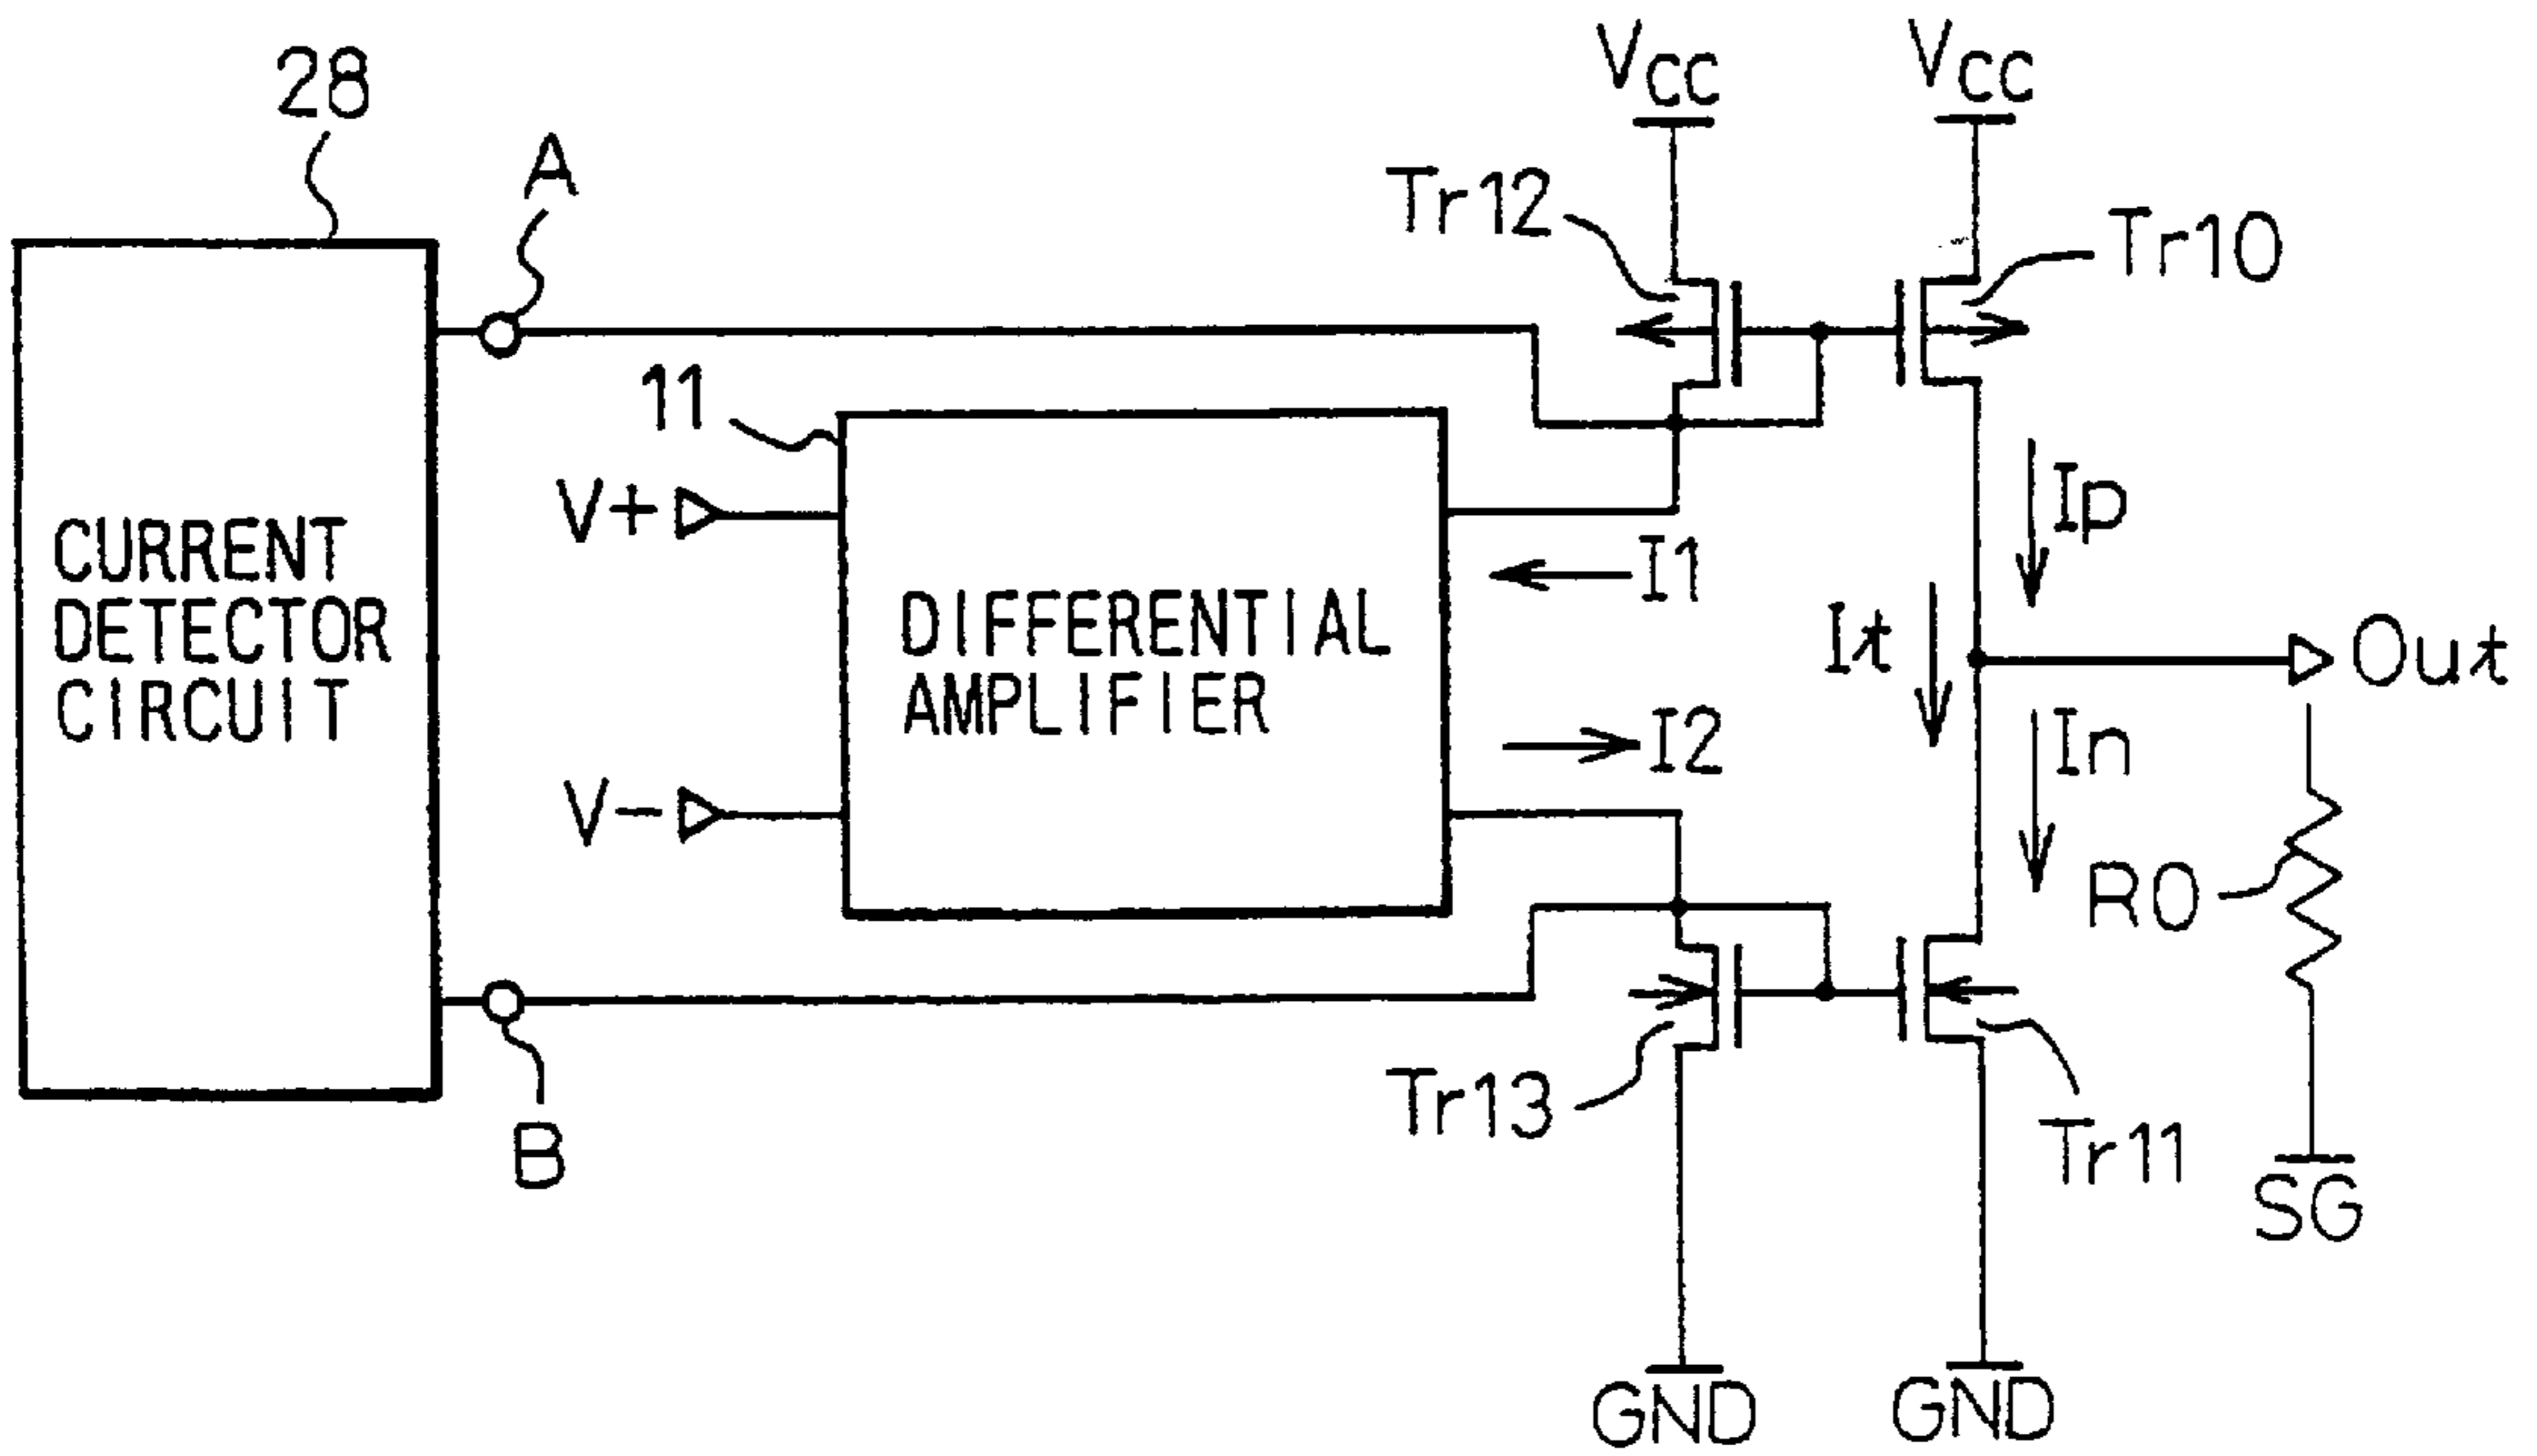 28
A
Vcc
Vcc
Tr12
Tr10
11
V+
CURRENT
DETECTOR
CIRCUIT
DIFFERENTIAL
AMPLIFIER
I1
Ip
It
Out
I2
In
V-
R0
Tr13
Tr11
B
SG
GND
GND